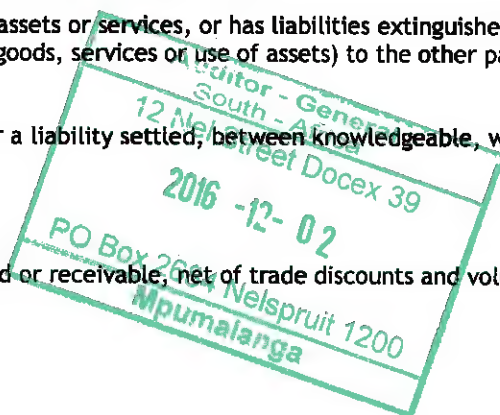 assets or services, or has liabilities extinguishe
goods, services or use of assets) to the other pa
Auditor - General
South - Africa
12 Nel Street Docex 39
r a liability settled, between knowledgeable, w
2016 -12- 02
PO Box Nelspruit 1200
d or receivable, net of trade discounts and vol
Mpumalanga